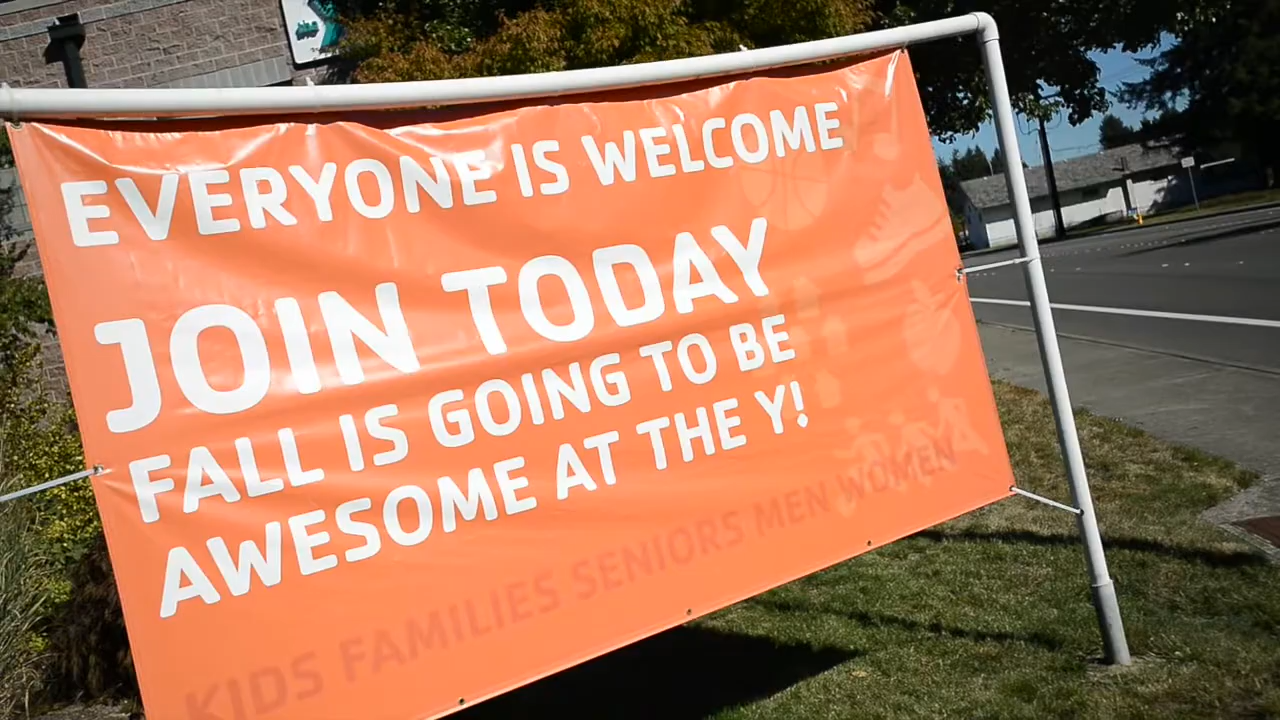 EVERYONE IS WELCOME
JOIN TODAY
FALL IS GOING TO BE
AWESOME AT THE Y!
KIDS FAMILIES SENIORS MEN WOMEN